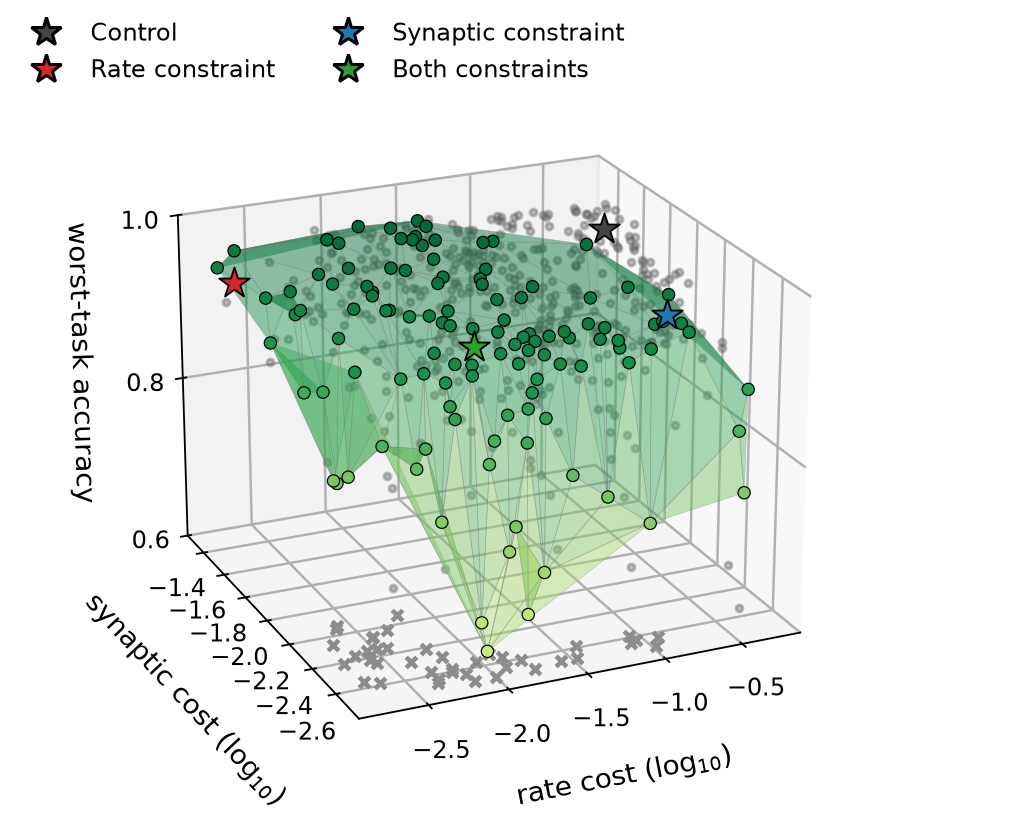 Control
Rate constraint
Synaptic constraint
Both constraints
worst-task accuracy
1.0
0.8
0.6
synaptic cost (log₁₀)
−1.4
−1.6
−1.8
−2.0
−2.2
−2.4
−2.6
−2.5
−2.0
−1.5
−1.0
−0.5
rate cost (log₁₀)